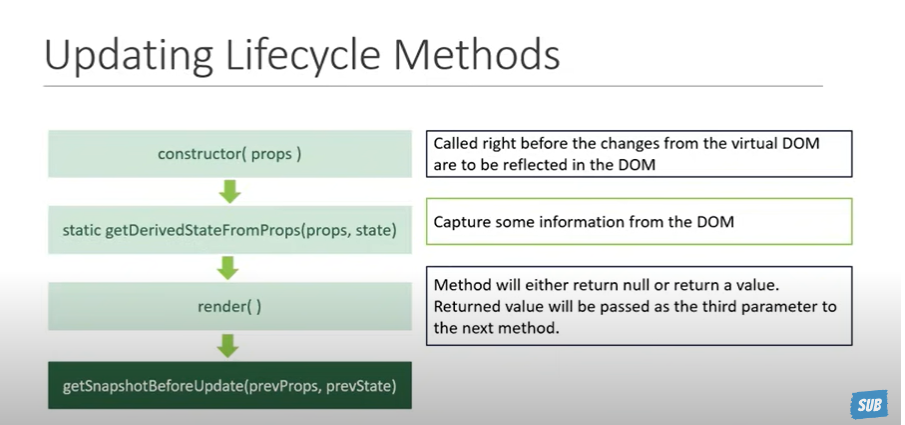 Updating Lifecycle Methods
constructor( props )
static getDerivedStateFromProps(props, state)
render( )
getSnapshotBeforeUpdate(prevProps, prevState)
Called right before the changes from the virtual DOM
are to be reflected in the DOM
Capture some information from the DOM
Method will either return null or return a value.
Returned value will be passed as the third parameter to
the next method.
SUB